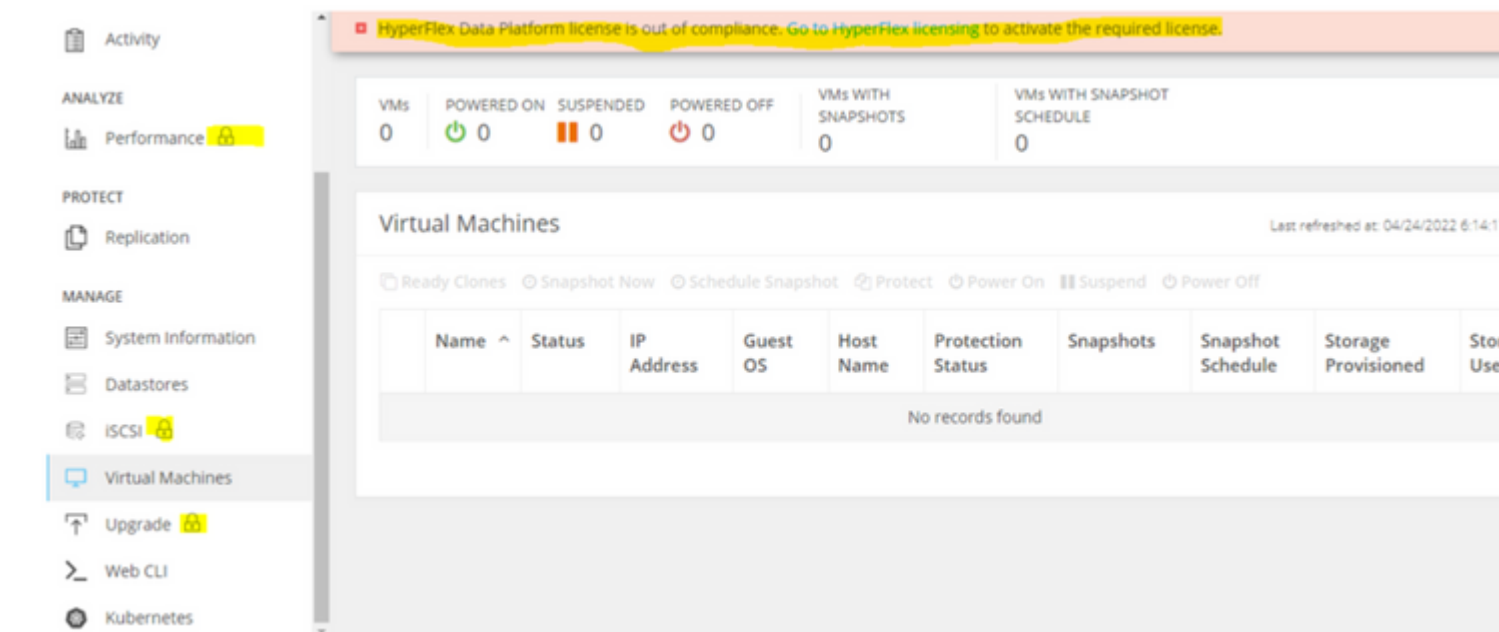 HyperFlex Data Platform license is out of compliance. Go to HyperFlex licensing to activate the required license.
Activity
ANALYZE
Performance
PROTECT
Replication
MANAGE
System Information
Datastores
iSCSI
Virtual Machines
Upgrade
Web CLI
Kubernetes
VMs POWERED ON SUSPENDED POWERED OFF VMs WITH SNAPSHOTS VMs WITH SNAPSHOT SCHEDULE
0 0 0 0 0 0
Virtual Machines Last refreshed at: 04/24/2022 6:14:1
Ready Clones Snapshot Now Schedule Snapshot Protect Power On Suspend Power Off
Name Status IP Address Guest OS Host Name Protection Status Snapshots Snapshot Schedule Storage Provisioned
No records found